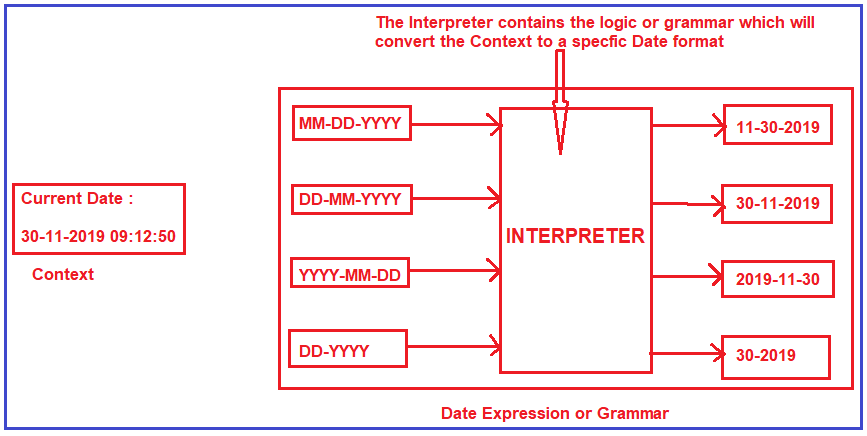 The Interpreter contains the logic or grammar which will
convert the Context to a specfic Date format
MM-DD-YYYY
11-30-2019
Current Date :
30-11-2019 09:12:50
Context
DD-MM-YYYY
30-11-2019
INTERPRETER
YYYY-MM-DD
2019-11-30
DD-YYYY
30-2019
Date Expression or Grammar